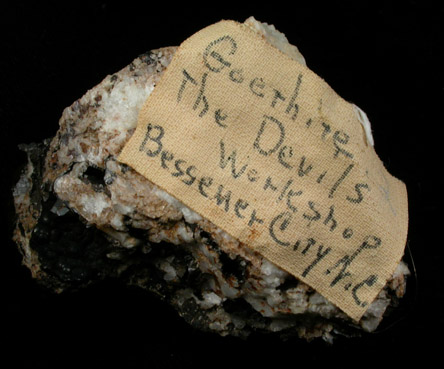 Goethite
The Devils
Workshop
Bessemer City N.C.